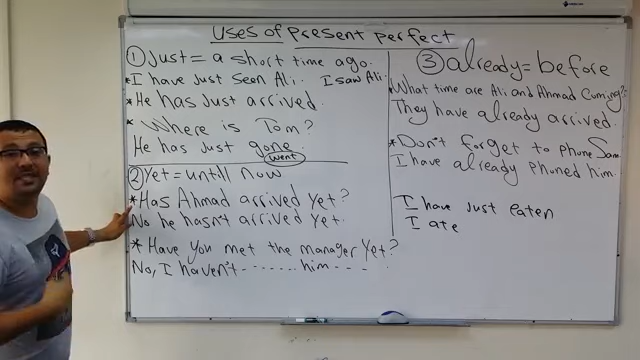 Uses of present perfect
① Just = a short time ago.
* I have just seen Ali. I saw Ali.
* He has just arrived.
* Where is Tom?
He has just gone
went
② Yet = untill now
* Has Ahmad arrived yet?
No he hasn't arrived yet.
* Have you met the manager yet?
No, I haven't ....... him ....
③ already = before
What time are Ali and Ahmad coming?
They have already arrived.
* Don't forget to phone Sam
I have already phoned him.
I have just eaten
I ate